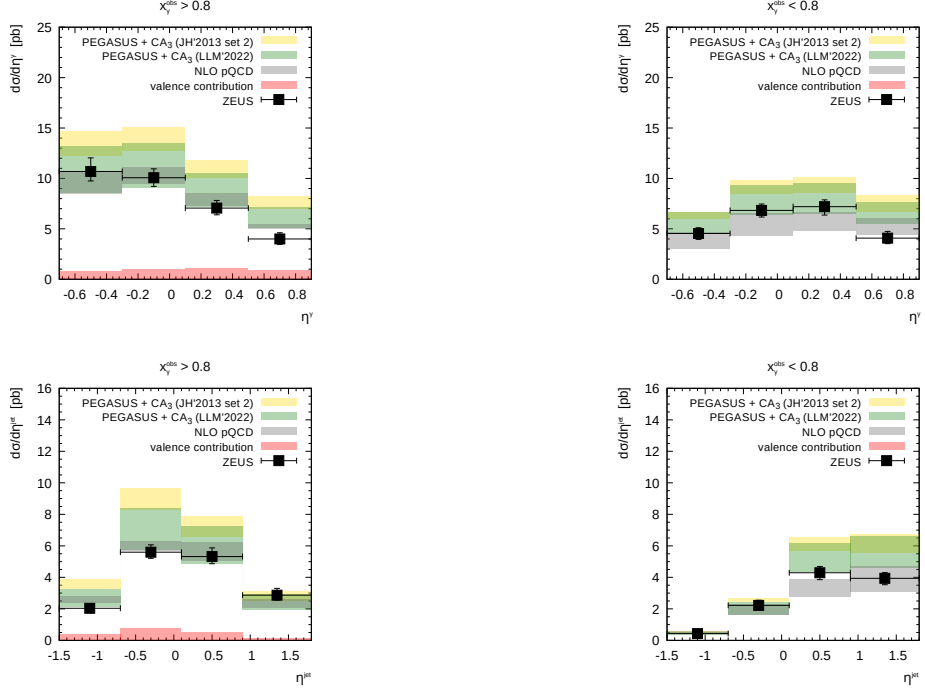 x_γ^obs > 0.8
dσ/dη^γ [pb]
25
20
15
10
5
0
PEGASUS + CA₃ (JH'2013 set 2)
PEGASUS + CA₃ (LLM'2022)
NLO pQCD
valence contribution
ZEUS
-0.6 -0.4 -0.2 0 0.2 0.4 0.6 0.8
η^γ
x_γ^obs < 0.8
dσ/dη^γ [pb]
25
20
15
10
5
0
PEGASUS + CA₃ (JH'2013 set 2)
PEGASUS + CA₃ (LLM'2022)
NLO pQCD
ZEUS
-0.6 -0.4 -0.2 0 0.2 0.4 0.6 0.8
η^γ
x_γ^obs > 0.8
dσ/dη^jet [pb]
16
14
12
10
8
6
4
2
0
PEGASUS + CA₃ (JH'2013 set 2)
PEGASUS + CA₃ (LLM'2022)
NLO pQCD
valence contribution
ZEUS
-1.5 -1 -0.5 0 0.5 1 1.5
η^jet
x_γ^obs < 0.8
dσ/dη^jet [pb]
16
14
12
10
8
6
4
2
0
PEGASUS + CA₃ (JH'2013 set 2)
PEGASUS + CA₃ (LLM'2022)
NLO pQCD
valence contribution
ZEUS
-1.5 -1 -0.5 0 0.5 1 1.5
η^jet